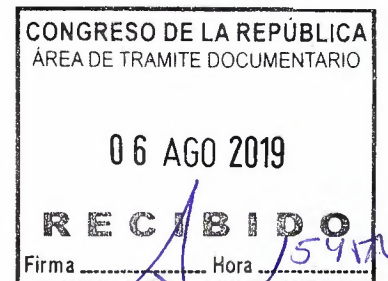 CONGRESO DE LA REPÚBLICA
ÁREA DE TRAMITE DOCUMENTARIO
06 AGO 2019
RECIBIDO
Firma ............ Hora ............